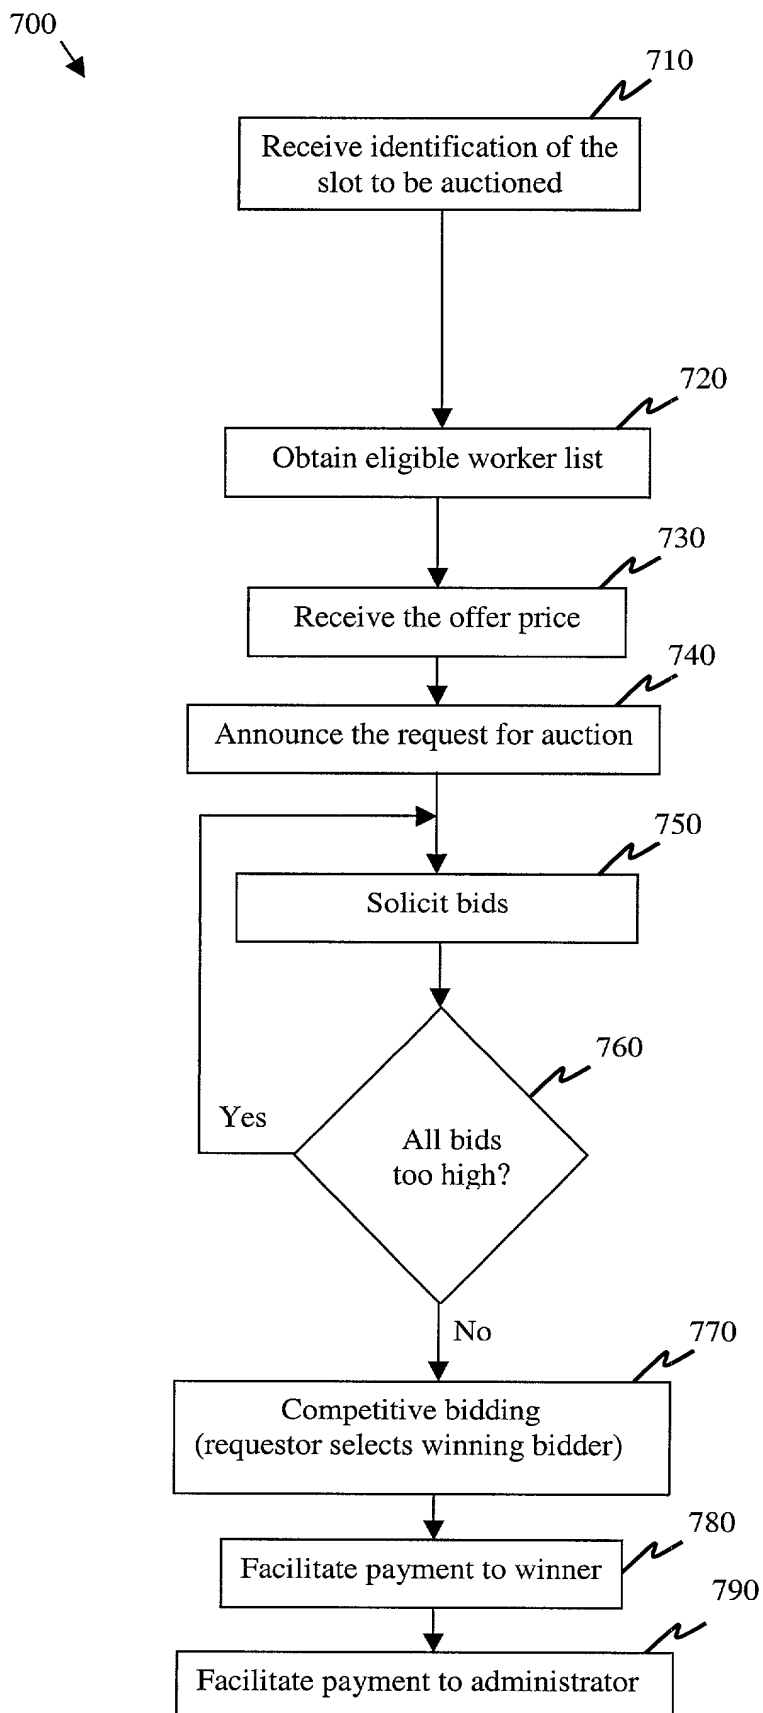 700
710
Receive identification of the
slot to be auctioned
720
Obtain eligible worker list
730
Receive the offer price
740
Announce the request for auction
750
Solicit bids
760
All bids
too high?
Yes
No
770
Competitive bidding
(requestor selects winning bidder)
780
Facilitate payment to winner
790
Facilitate payment to administrator